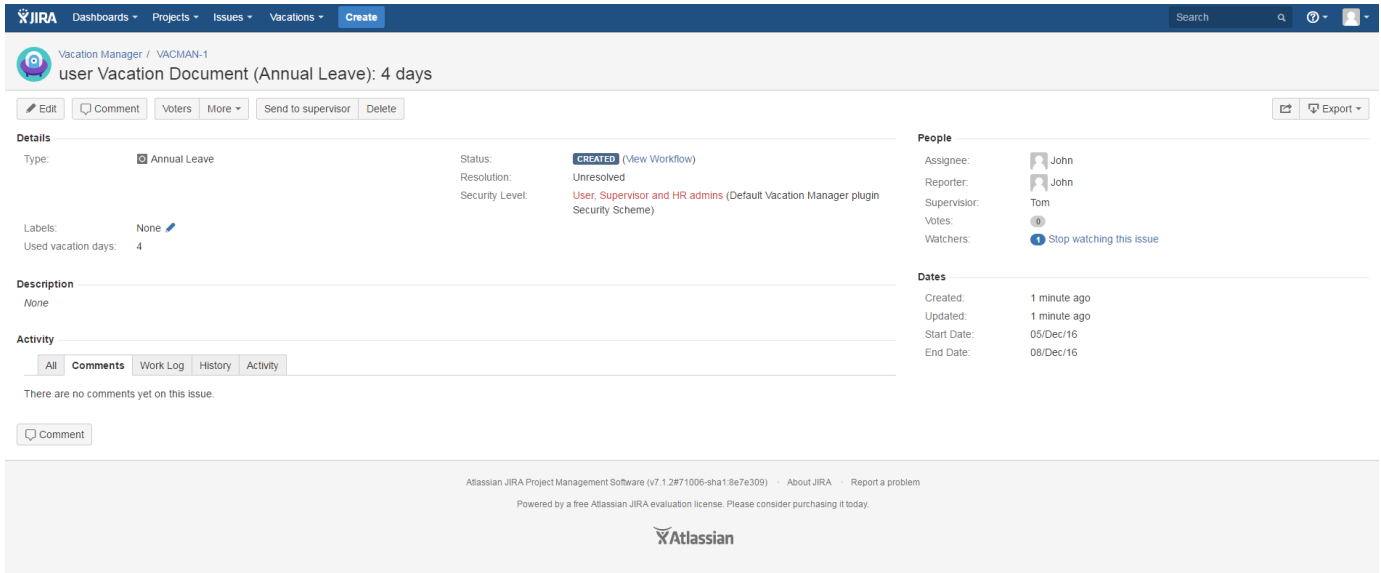 JIRA Dashboards Projects Issues Vacations Create Search
Vacation Manager / VACMAN-1
user Vacation Document (Annual Leave): 4 days
Edit Comment Voters More Send to supervisor Delete Export
Details
Type: Annual Leave
Status: CREATED (View Workflow)
Resolution: Unresolved
Security Level: User, Supervisor and HR admins (Default Vacation Manager plugin
Security Scheme)
Labels: None
Used vacation days: 4
Description
None
Activity
All Comments Work Log History Activity
There are no comments yet on this issue.
Comment
People
Assignee: John
Reporter: John
Supervisior: Tom
Votes: 0
Watchers: 1 Stop watching this issue
Dates
Created: 1 minute ago
Updated: 1 minute ago
Start Date: 05/Dec/16
End Date: 08/Dec/16
Atlassian JIRA Project Management Software (v7.1.2#71006-sha1:8e7e309) · About JIRA · Report a problem
Powered by a free Atlassian JIRA evaluation license. Please consider purchasing it today.
Atlassian